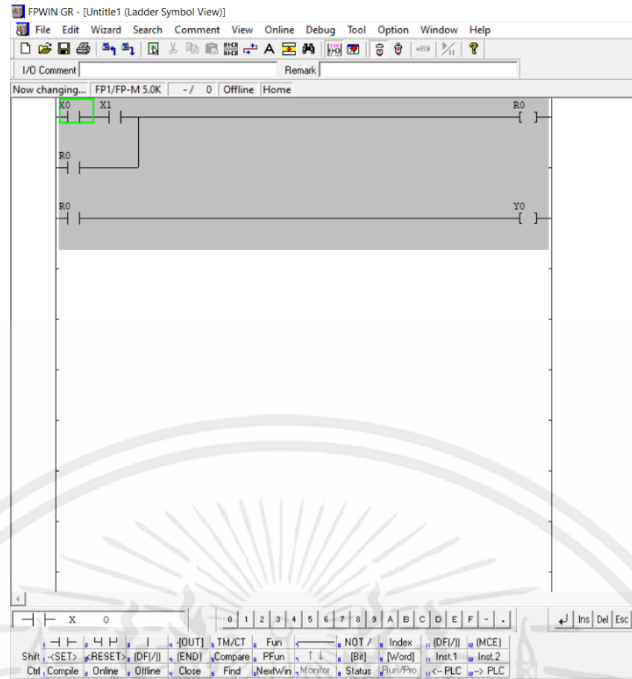 FPWIN GR - [Untitle1 (Ladder Symbol View)]
File Edit Wizard Search Comment View Online Debug Tool Option Window Help
I/O Comment Remark
Now changing... FP1/FP-M 5.0K - / 0 Offline Home
X0 X1 R0
R0
R0 Y0
X 0 0 1 2 3 4 5 6 7 8 9 A B C D E F - . Ins Del Esc
-[OUT] TM/CT Fun NOT / Index (DF(/)) (MCE)
Shift -<SET> <RESET> (DF(/)) (END) Compare PFun [Bit] [Word] Inst.1 Inst.2
Ctrl Compile Online Offline Close Find NextWin Monitor Status Run/Pro <-- PLC --> PLC